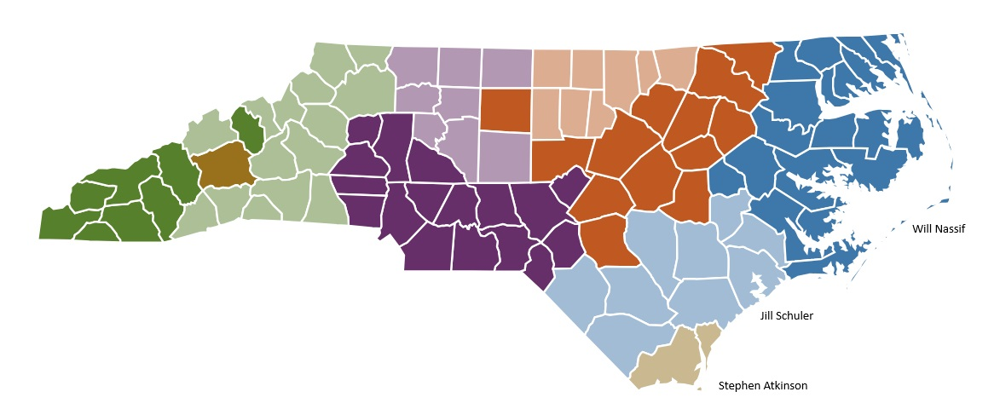 Will Nassif
Jill Schuler
Stephen Atkinson